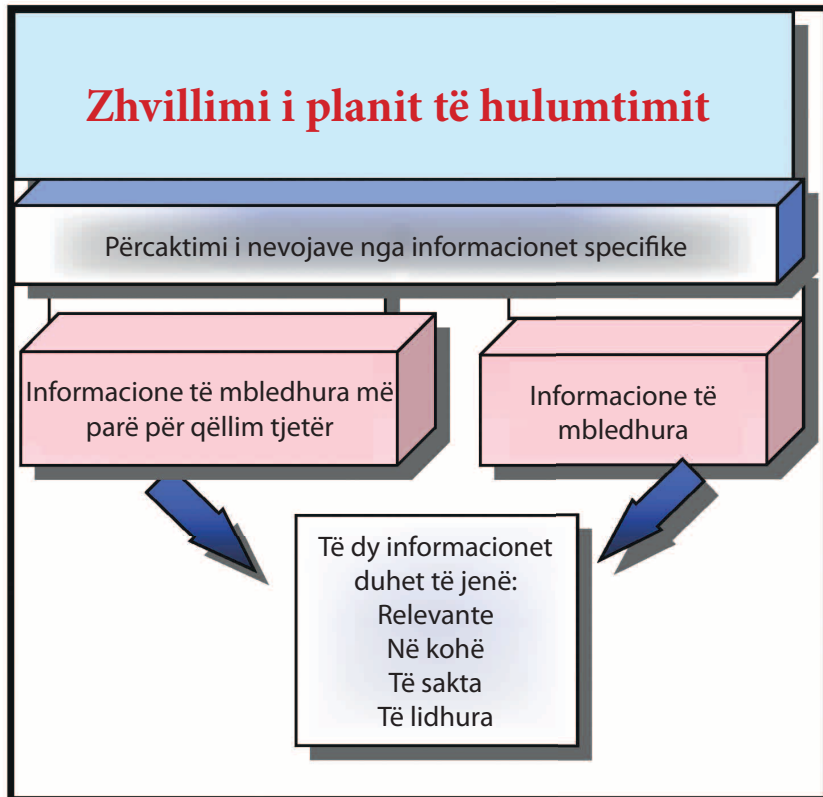 Zhvillimi i planit të hulumtimit
Përcaktimi i nevojave nga informacionet specifike
Informacione të mbledhura më
parë për qëllim tjetër
Informacione të
mbledhura
Të dy informacionet
duhet të jenë:
Relevante
Në kohë
Të sakta
Të lidhura